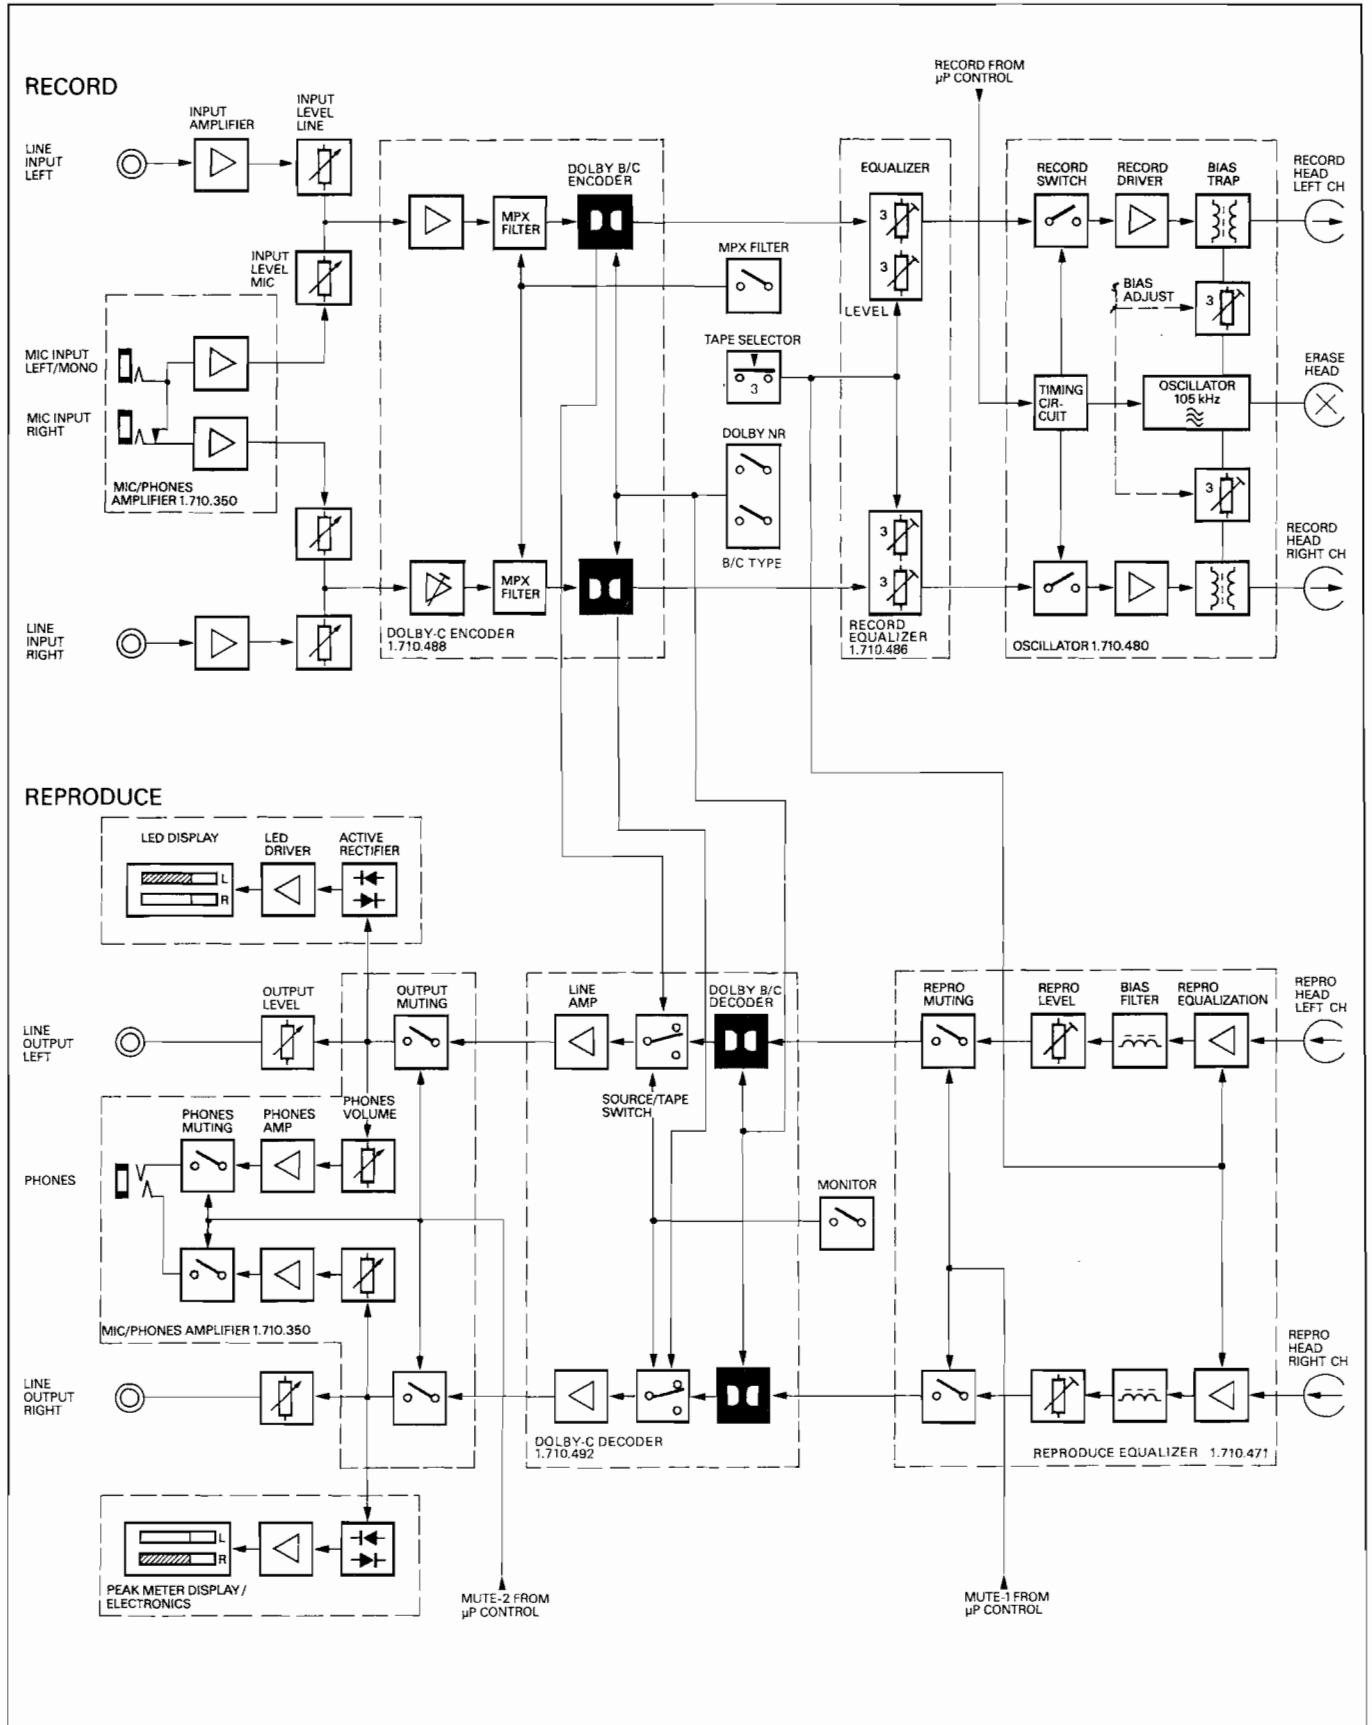 RECORD
RECORD FROM
µP CONTROL
INPUT
AMPLIFIER
INPUT
LEVEL
LINE
LINE
INPUT
LEFT
DOLBY B/C
ENCODER
EQUALIZER
RECORD
SWITCH
RECORD
DRIVER
BIAS
TRAP
RECORD
HEAD
LEFT CH
MPX
FILTER
3
3
INPUT
LEVEL
MIC
MPX FILTER
LEVEL
BIAS
ADJUST
3
MIC INPUT
LEFT/MONO
TAPE SELECTOR
3
TIMING
CIR-
CUIT
OSCILLATOR
105 kHz
ERASE
HEAD
MIC INPUT
RIGHT
DOLBY NR
MIC/PHONES
AMPLIFIER 1.710.350
3
B/C TYPE
3
3
RECORD
HEAD
RIGHT CH
MPX
FILTER
LINE
INPUT
RIGHT
DOLBY-C ENCODER
1.710.488
RECORD
EQUALIZER
1.710.486
OSCILLATOR 1.710.480
REPRODUCE
LED DISPLAY
LED
DRIVER
ACTIVE
RECTIFIER
L
R
OUTPUT
LEVEL
OUTPUT
MUTING
LINE
AMP
DOLBY B/C
DECODER
REPRO
MUTING
REPRO
LEVEL
BIAS
FILTER
REPRO
EQUALIZATION
REPRO
HEAD
LEFT CH
LINE
OUTPUT
LEFT
SOURCE/TAPE
SWITCH
PHONES
MUTING
PHONES
AMP
PHONES
VOLUME
PHONES
MONITOR
MIC/PHONES AMPLIFIER 1.710.350
REPRO
HEAD
RIGHT CH
LINE
OUTPUT
RIGHT
DOLBY-C DECODER
1.710.492
REPRODUCE EQUALIZER 1.710.471
L
R
PEAK METER DISPLAY/
ELECTRONICS
MUTE-2 FROM
µP CONTROL
MUTE-1 FROM
µP CONTROL